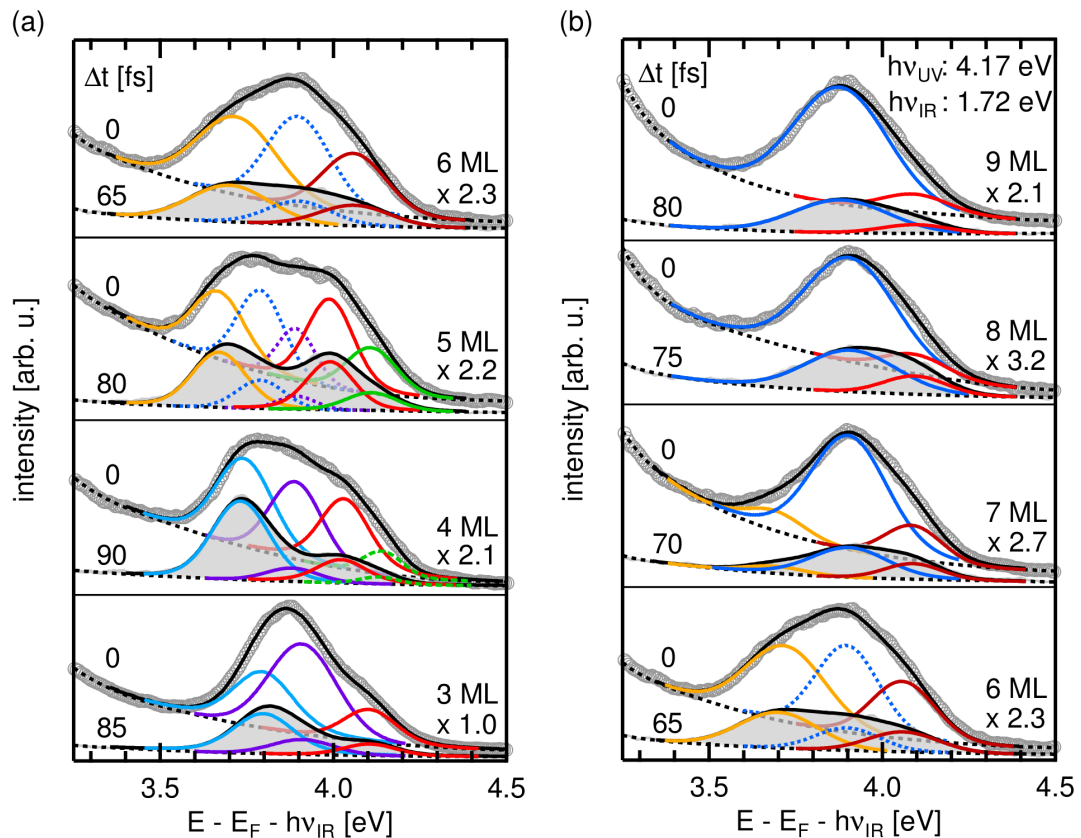 (a)
Δt [fs]
0
65
6 ML
x 2.3
0
80
5 ML
x 2.2
0
90
4 ML
x 2.1
0
85
3 ML
x 1.0
intensity [arb. u.]
3.5 4.0 4.5
E - E_F - hν_IR [eV]
(b)
Δt [fs]
hν_UV: 4.17 eV
hν_IR : 1.72 eV
0
80
9 ML
x 2.1
0
75
8 ML
x 3.2
0
70
7 ML
x 2.7
0
65
6 ML
x 2.3
intensity [arb. u.]
3.5 4.0 4.5
E - E_F - hν_IR [eV]